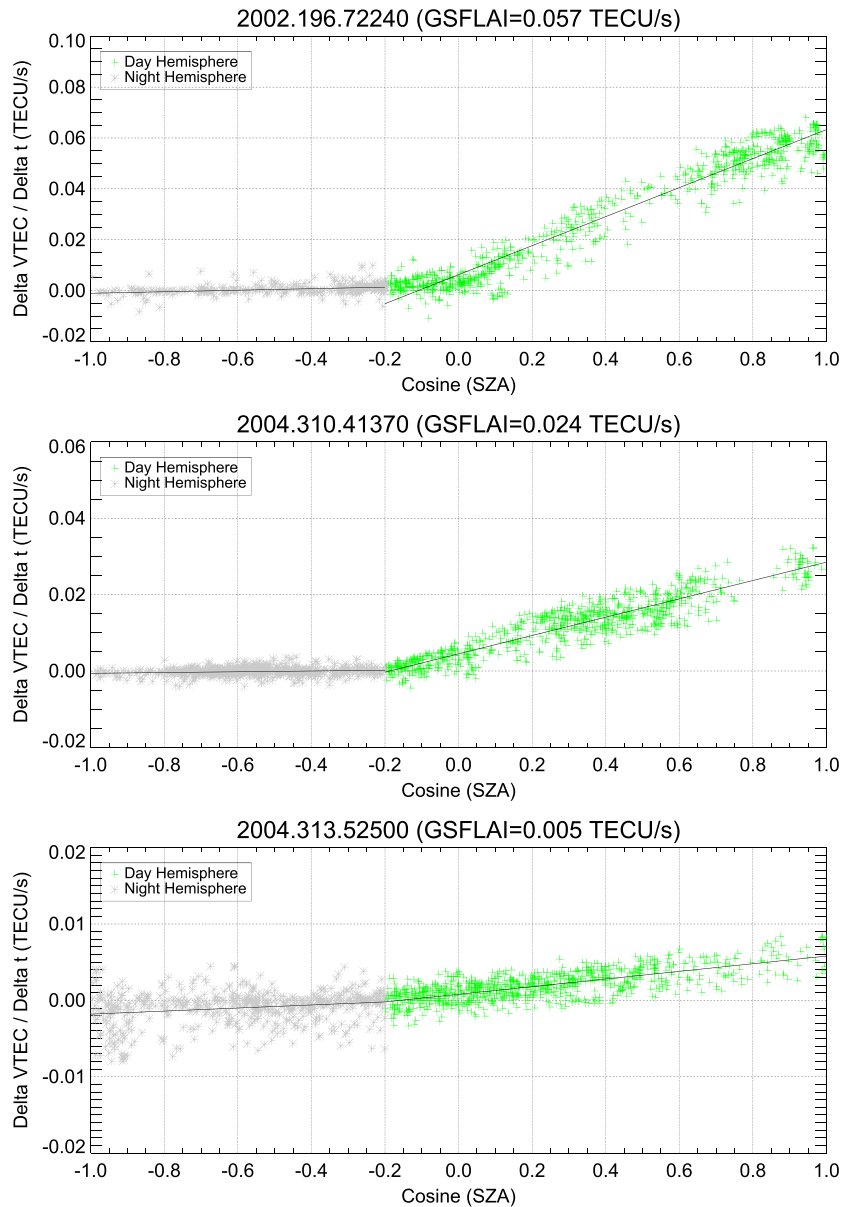 2002.196.72240 (GSFLAI=0.057 TECU/s)
Delta VTEC / Delta t (TECU/s)
0.10
0.08
0.06
0.04
0.02
0.00
-0.02
Day Hemisphere
Night Hemisphere
-1.0 -0.8 -0.6 -0.4 -0.2 0.0 0.2 0.4 0.6 0.8 1.0
Cosine (SZA)
2004.310.41370 (GSFLAI=0.024 TECU/s)
Delta VTEC / Delta t (TECU/s)
0.06
0.04
0.02
0.00
-0.02
Day Hemisphere
Night Hemisphere
-1.0 -0.8 -0.6 -0.4 -0.2 0.0 0.2 0.4 0.6 0.8 1.0
Cosine (SZA)
2004.313.52500 (GSFLAI=0.005 TECU/s)
Delta VTEC / Delta t (TECU/s)
0.02
0.01
0.00
-0.01
-0.02
Day Hemisphere
Night Hemisphere
-1.0 -0.8 -0.6 -0.4 -0.2 0.0 0.2 0.4 0.6 0.8 1.0
Cosine (SZA)